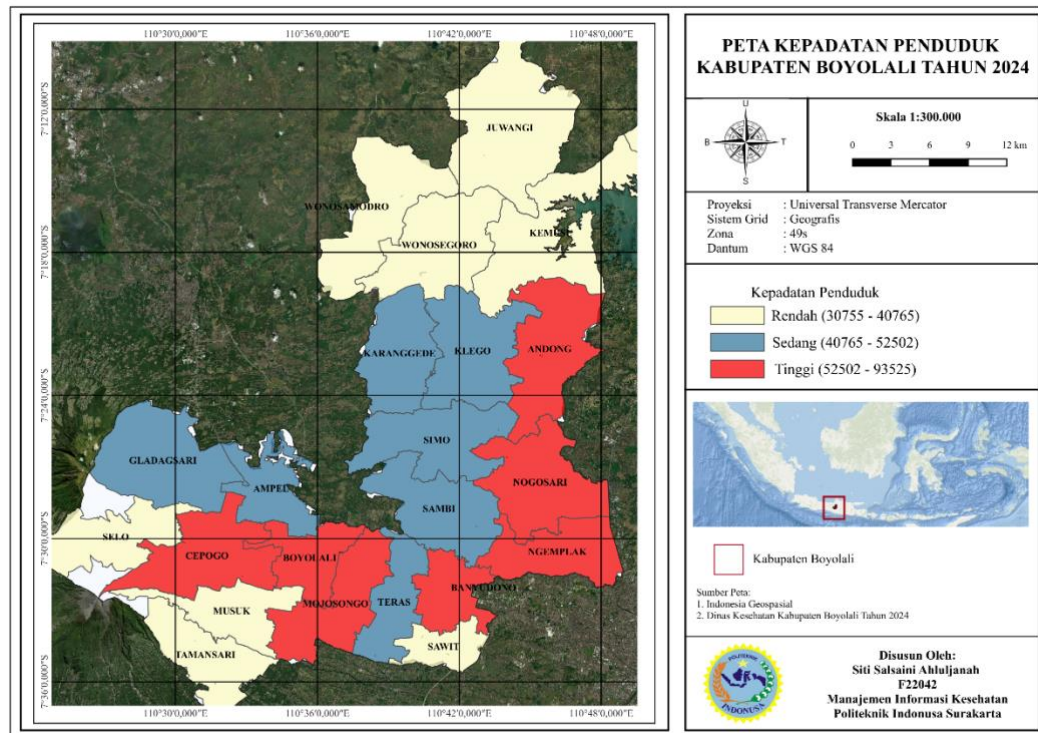 PETA KEPADATAN PENDUDUK
KABUPATEN BOYOLALI TAHUN 2024
U
B
T
S
Skala 1:300.000
0 3 6 9 12 km
Proyeksi : Universal Transverse Mercator
Sistem Grid : Geografis
Zona : 49s
Dantum : WGS 84
Kepadatan Penduduk
Rendah (30755 - 40765)
Sedang (40765 - 52502)
Tinggi (52502 - 93525)
Kabupaten Boyolali
Sumber Peta:
1. Indonesia Geospasial
2. Dinas Kesehatan Kabupaten Boyolali Tahun 2024
POLITEKNIK
INDONUSA
Disusun Oleh:
Siti Salsaini Ahluljanah
F22042
Manajemen Informasi Kesehatan
Politeknik Indonusa Surakarta
110°30'0,000"E 110°36'0,000"E 110°42'0,000"E 110°48'0,000"E
7°12'0,000"S
7°18'0,000"S
7°24'0,000"S
7°30'0,000"S
7°36'0,000"S
JUWANGI
WONOSAMODRO
KEMUSU
WONOSEGORO
KARANGGEDE
KLEGO
ANDONG
SIMO
GLADAGSARI
NOGOSARI
AMPEL
SAMBI
SELO
CEPOGO
BOYOLALI
NGEMPLAK
BANYUDONO
MOJOSONGO
TERAS
MUSUK
SAWIT
TAMANSARI
110°30'0,000"E 110°36'0,000"E 110°42'0,000"E 110°48'0,000"E